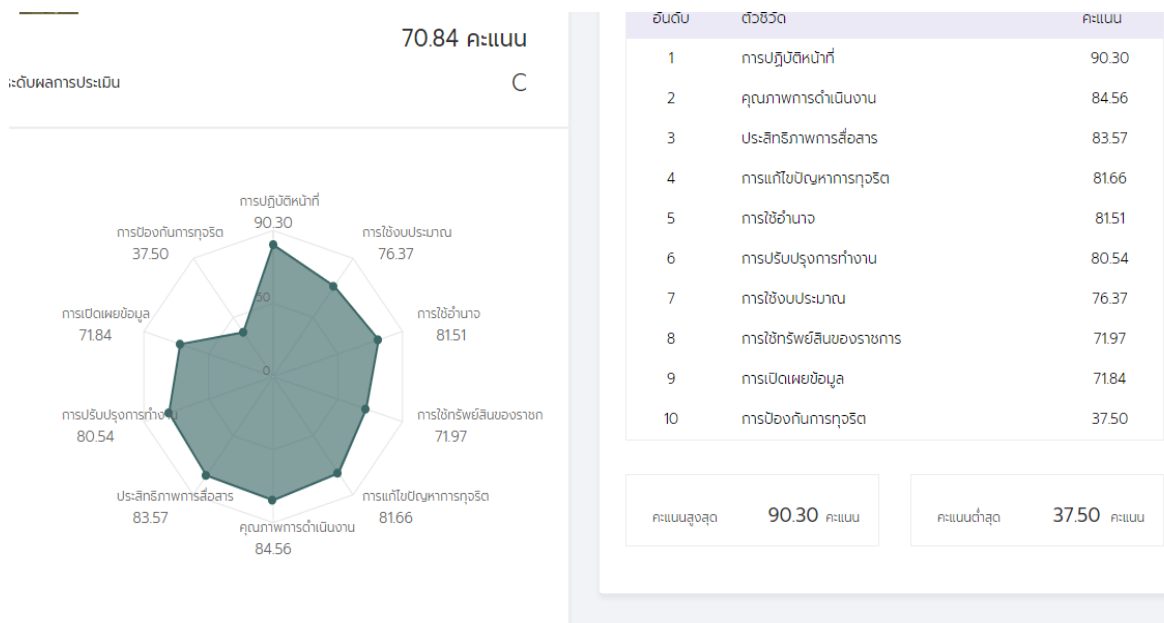 70.84 คะแนน
ระดับผลการประเมิน
C
การปฏิบัติหน้าที่
90.30
การป้องกันการทุจริต
37.50
การใช้งบประมาณ
76.37
การเปิดเผยข้อมูล
71.84
การใช้อำนาจ
81.51
50
0
การปรับปรุงการทำงาน
80.54
การใช้ทรัพย์สินของราชก
71.97
ประสิทธิภาพการสื่อสาร
83.57
การแก้ไขปัญหาการทุจริต
81.66
คุณภาพการดำเนินงาน
84.56
อันดับ ตัวชี้วัด คะแนน
1 การปฏิบัติหน้าที่ 90.30
2 คุณภาพการดำเนินงาน 84.56
3 ประสิทธิภาพการสื่อสาร 83.57
4 การแก้ไขปัญหาการทุจริต 81.66
5 การใช้อำนาจ 81.51
6 การปรับปรุงการทำงาน 80.54
7 การใช้งบประมาณ 76.37
8 การใช้ทรัพย์สินของราชการ 71.97
9 การเปิดเผยข้อมูล 71.84
10 การป้องกันการทุจริต 37.50
คะแนนสูงสุด 90.30 คะแนน
คะแนนต่ำสุด 37.50 คะแนน